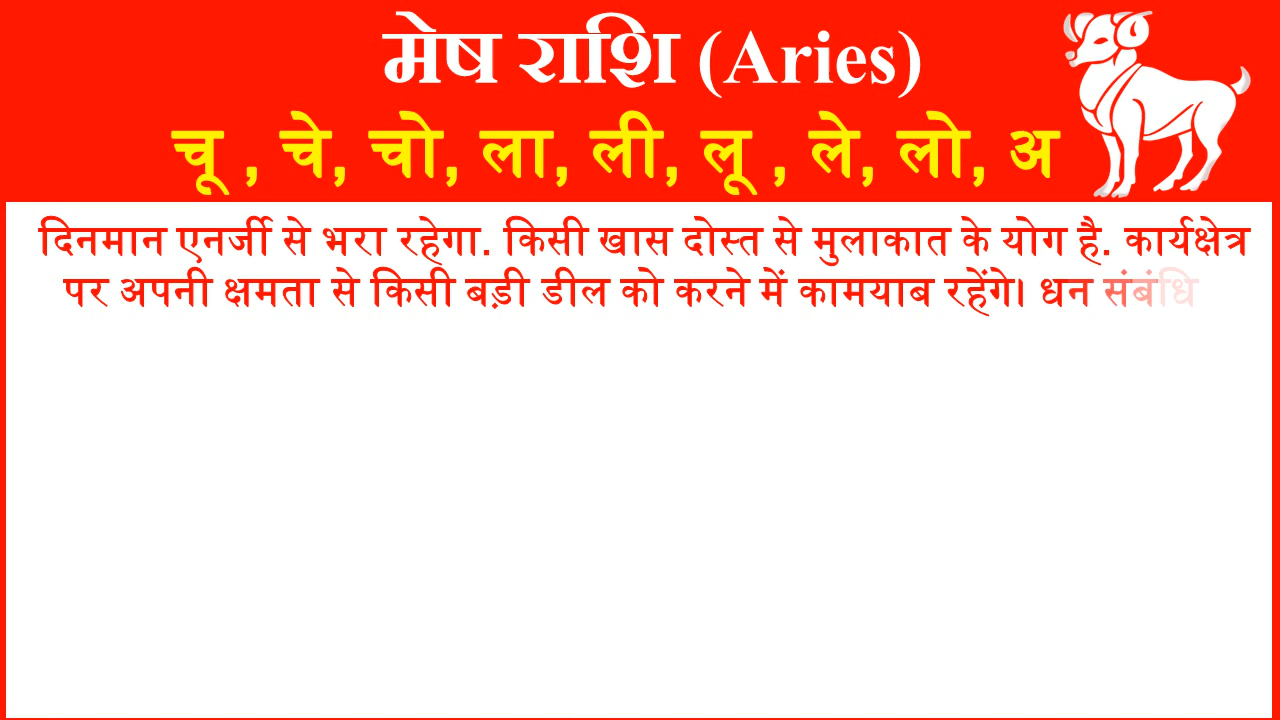 मेष राशि (Aries)
चू , चे, चो, ला, ली, लू , ले, लो, अ
दिनमान एनर्जी से भरा रहेगा. किसी खास दोस्त से मुलाकात के योग है. कार्यक्षेत्र
पर अपनी क्षमता से किसी बड़ी डील को करने में कामयाब रहेंगे। धन संबंधि